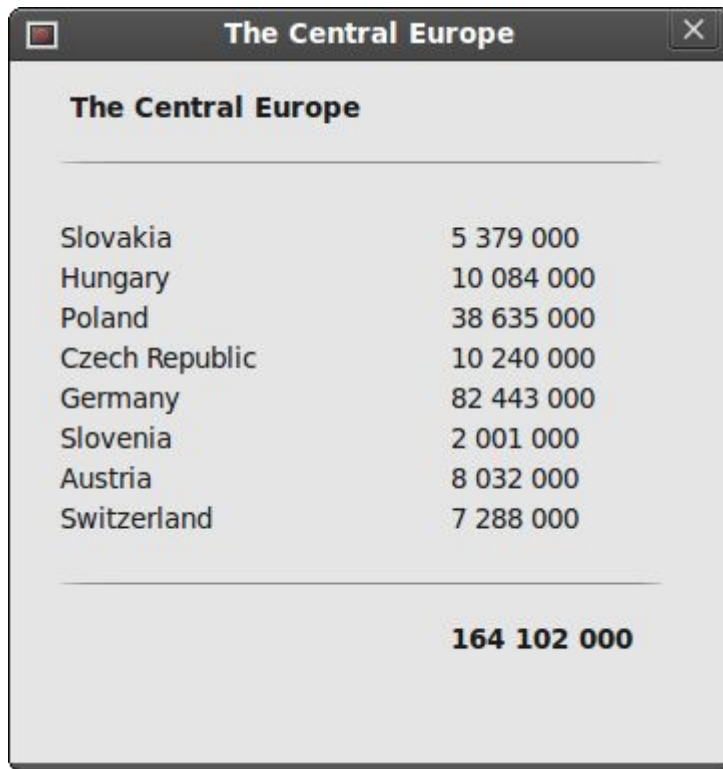 The Central Europe
The Central Europe
Slovakia 5 379 000
Hungary 10 084 000
Poland 38 635 000
Czech Republic 10 240 000
Germany 82 443 000
Slovenia 2 001 000
Austria 8 032 000
Switzerland 7 288 000
164 102 000